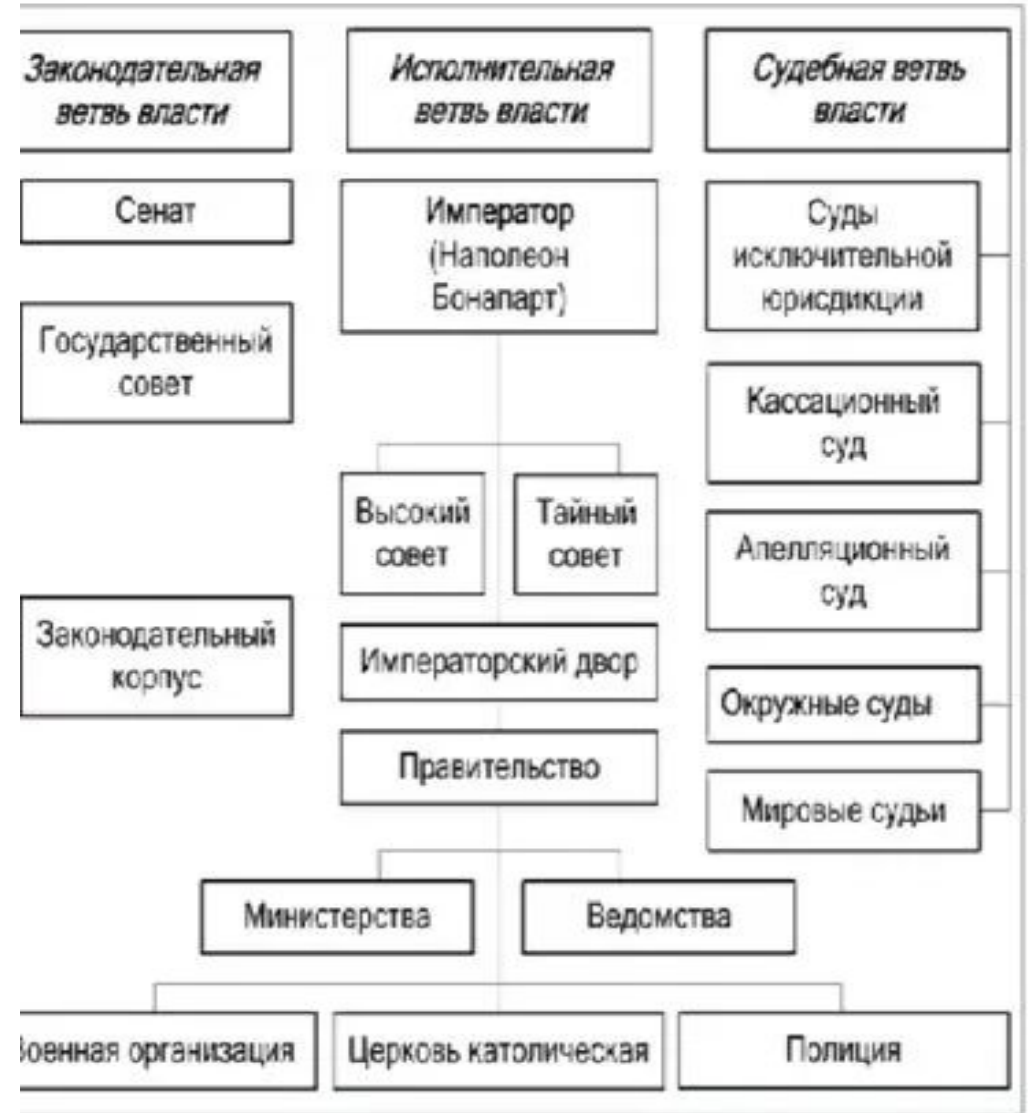 Законодательная
ветвь власти
Исполнительная
ветвь власти
Судебная ветвь
власти
Сенат
Государственный
совет
Законодательный
корпус
Император
(Наполеон
Бонапарт)
Высокий
совет
Тайный
совет
Императорский двор
Правительство
Министерства
Ведомства
Суды
исключительной
юрисдикции
Кассационный
суд
Апелляционный
суд
Окружные суды
Мировые судьи
Военная организация
Церковь католическая
Полиция